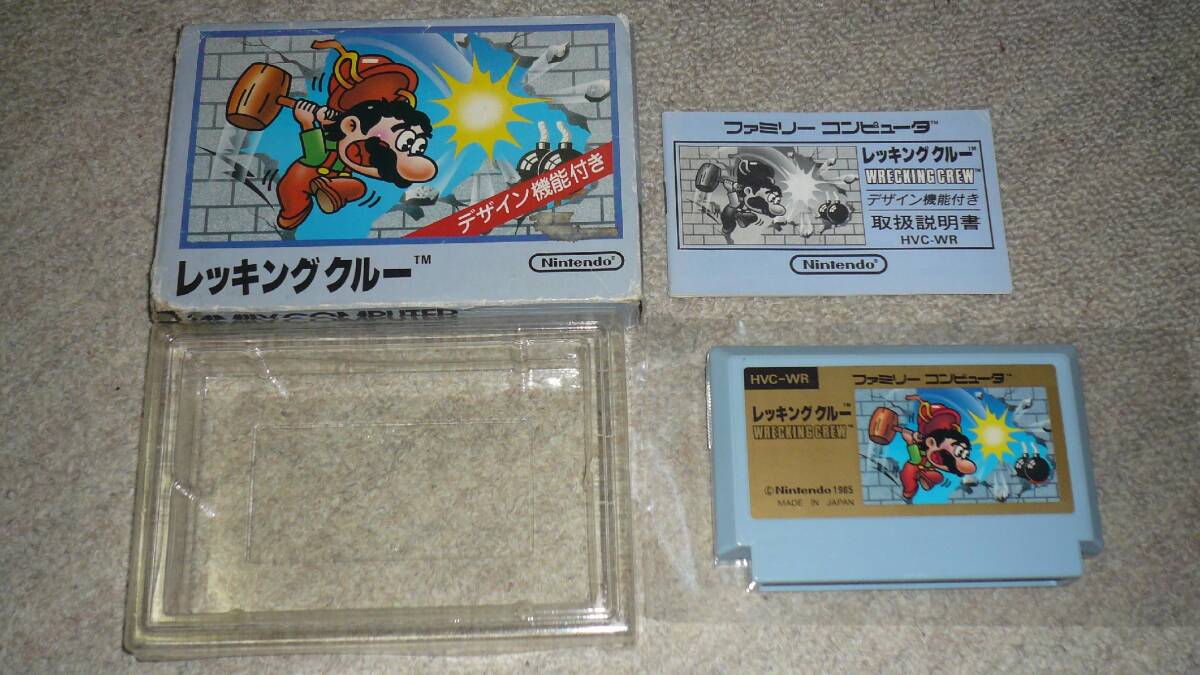 デザイン機能付き
レッキングクルー™
Nintendo®
FAMILY COMPUTER
ファミリー コンピュータ™
レッキングクルー™
WRECKING CREW™
デザイン機能付き
取扱説明書
HVC-WR
Nintendo®
HVC-WR
ファミリー コンピュータ™
レッキングクルー™
WRECKING CREW™
©Nintendo 1985
MADE IN JAPAN